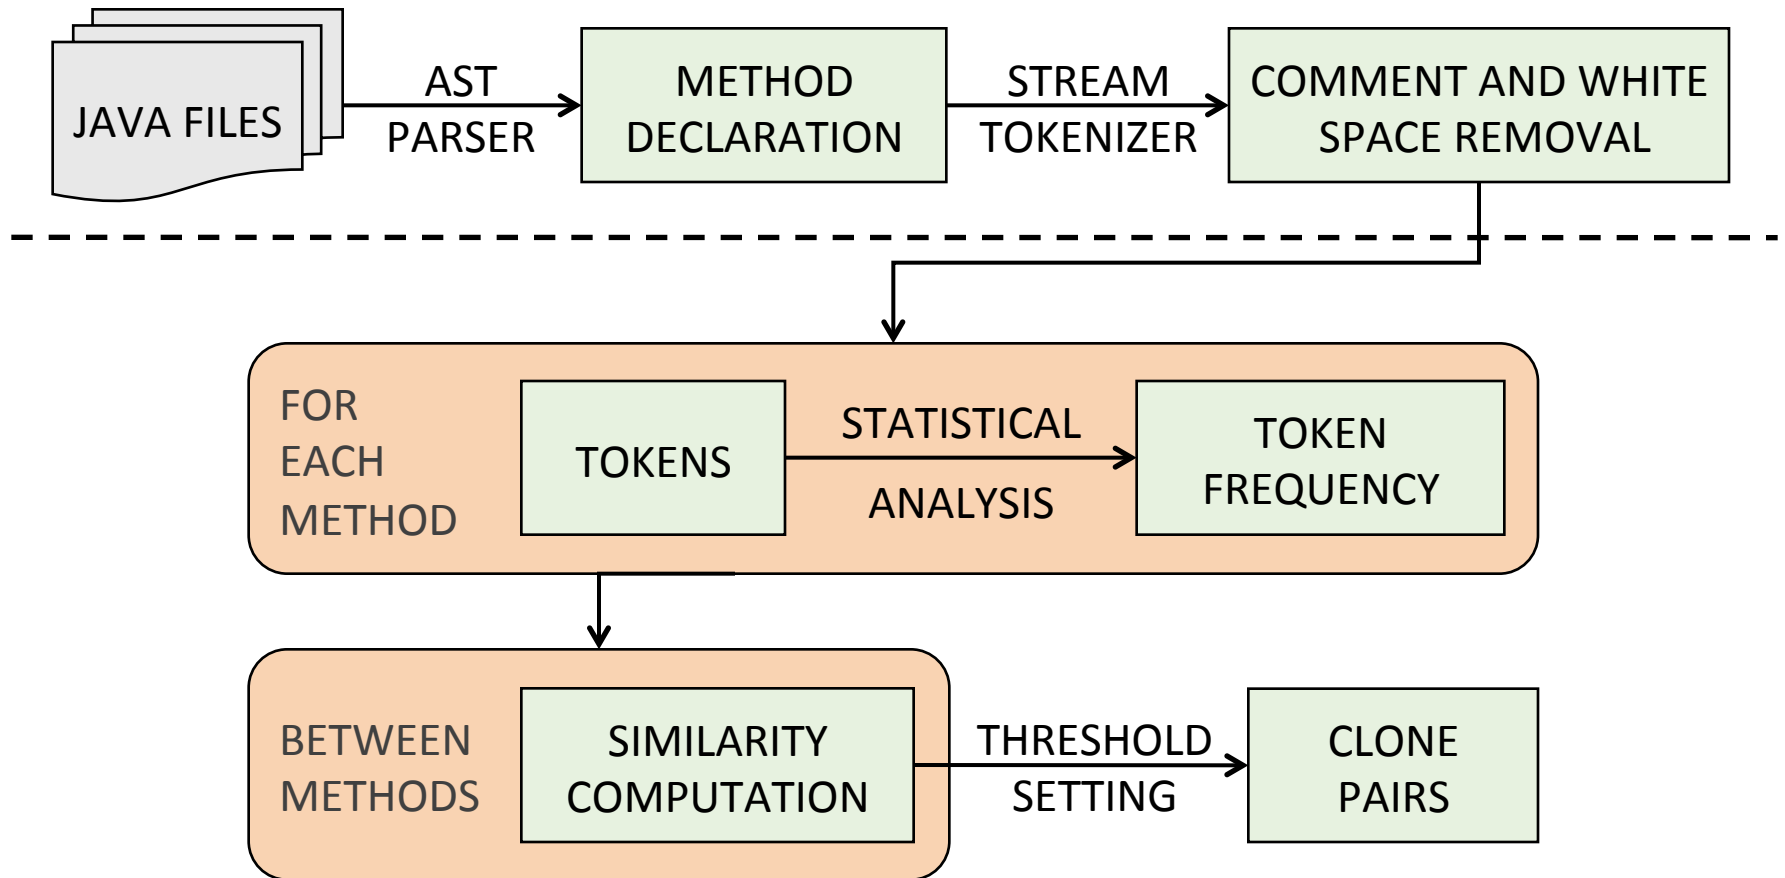 JAVA FILES
AST
PARSER
METHOD
DECLARATION
STREAM
TOKENIZER
COMMENT AND WHITE
SPACE REMOVAL
FOR
EACH
METHOD
TOKENS
STATISTICAL
ANALYSIS
TOKEN
FREQUENCY
BETWEEN
METHODS
SIMILARITY
COMPUTATION
THRESHOLD
SETTING
CLONE
PAIRS